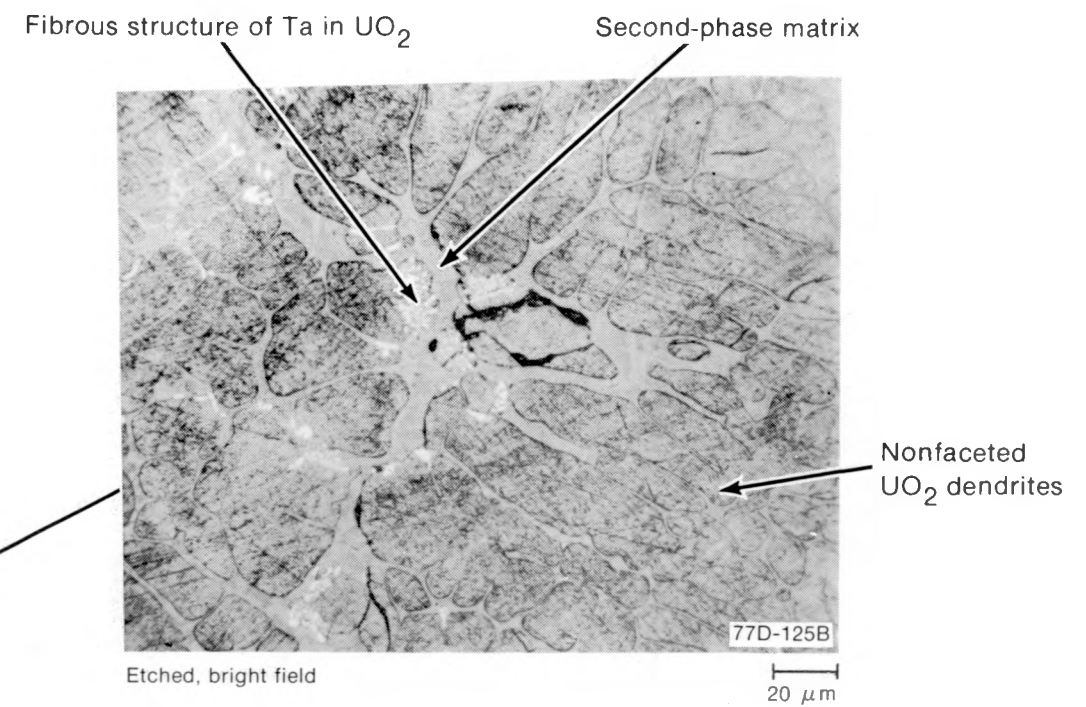 Fibrous structure of Ta in UO2
Second-phase matrix
Nonfaceted
UO2 dendrites
77D-125B
Etched, bright field
20 μm